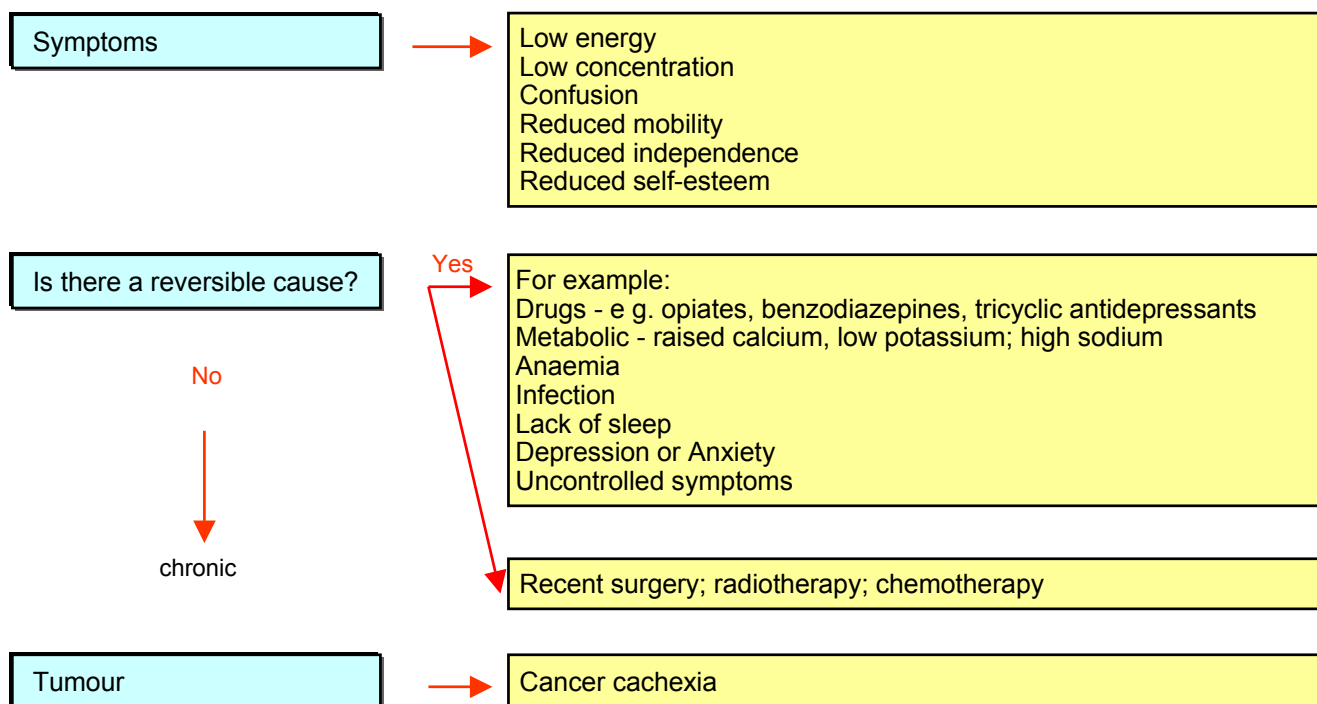 Symptoms
Low energy
Low concentration
Confusion
Reduced mobility
Reduced independence
Reduced self-esteem
Is there a reversible cause?
Yes
For example:
Drugs - e g. opiates, benzodiazepines, tricyclic antidepressants
Metabolic - raised calcium, low potassium; high sodium
Anaemia
Infection
Lack of sleep
Depression or Anxiety
Uncontrolled symptoms
No
chronic
Recent surgery; radiotherapy; chemotherapy
Tumour
Cancer cachexia